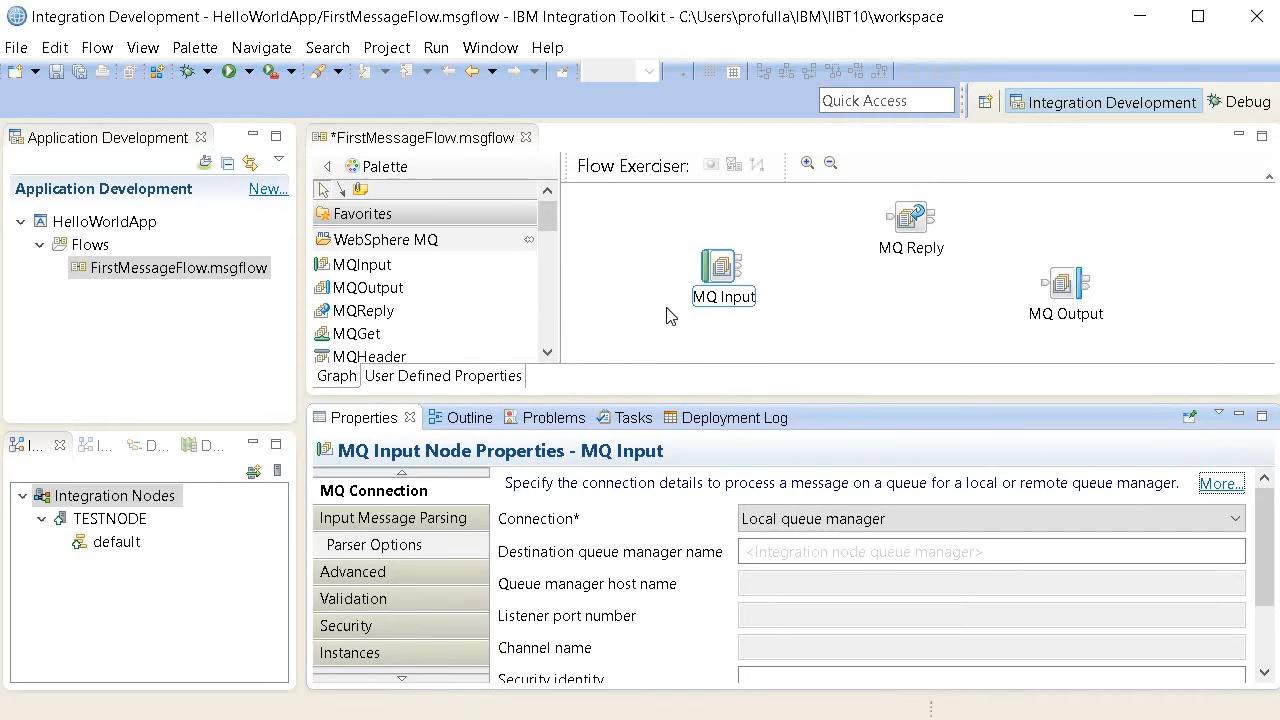 Integration Development - HelloWorldApp/FirstMessageFlow.msgflow - IBM Integration Toolkit - C:\Users\profulla\IBM\IIBT10\workspace
File Edit Flow View Palette Navigate Search Project Run Window Help
Quick Access
Integration Development
Debug
Application Development
Application Development New...
HelloWorldApp
Flows
FirstMessageFlow.msgflow
*FirstMessageFlow.msgflow
Palette
Favorites
WebSphere MQ
MQInput
MQOutput
MQReply
MQGet
MQHeader
Flow Exerciser:
MQ Reply
MQ Input
MQ Output
Graph User Defined Properties
I... I... D... D...
Integration Nodes
TESTNODE
default
Properties Outline Problems Tasks Deployment Log
MQ Input Node Properties - MQ Input
MQ Connection
Input Message Parsing
Parser Options
Advanced
Validation
Security
Instances
Specify the connection details to process a message on a queue for a local or remote queue manager. More...
Connection* Local queue manager
Destination queue manager name <Integration node queue manager>
Queue manager host name
Listener port number
Channel name
Security identity